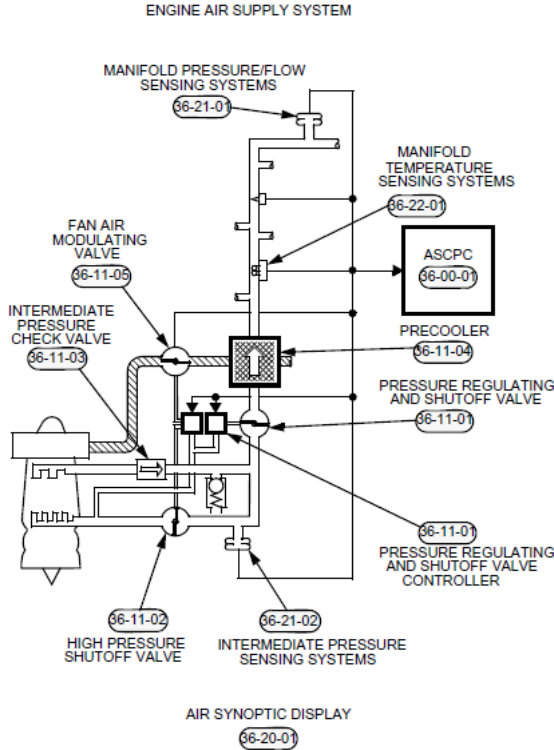 ENGINE AIR SUPPLY SYSTEM
MANIFOLD PRESSURE/FLOW
SENSING SYSTEMS
36-21-01
MANIFOLD
TEMPERATURE
SENSING SYSTEMS
36-22-01
FAN AIR
MODULATING
VALVE
36-11-05
ASCPC
36-00-01
INTERMEDIATE
PRESSURE
CHECK VALVE
36-11-03
PRECOOLER
36-11-04
PRESSURE REGULATING
AND SHUTOFF VALVE
36-11-01
36-11-01
PRESSURE REGULATING
AND SHUTOFF VALVE
CONTROLLER
36-11-02
HIGH PRESSURE
SHUTOFF VALVE
36-21-02
INTERMEDIATE PRESSURE
SENSING SYSTEMS
AIR SYNOPTIC DISPLAY
36-20-01